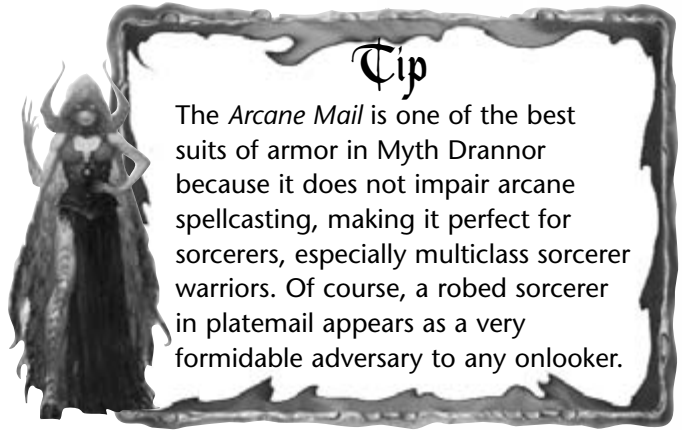 Tip
The Arcane Mail is one of the best
suits of armor in Myth Drannor
because it does not impair arcane
spellcasting, making it perfect for
sorcerers, especially multiclass sorcerer
warriors. Of course, a robed sorcerer
in platemail appears as a very
formidable adversary to any onlooker.